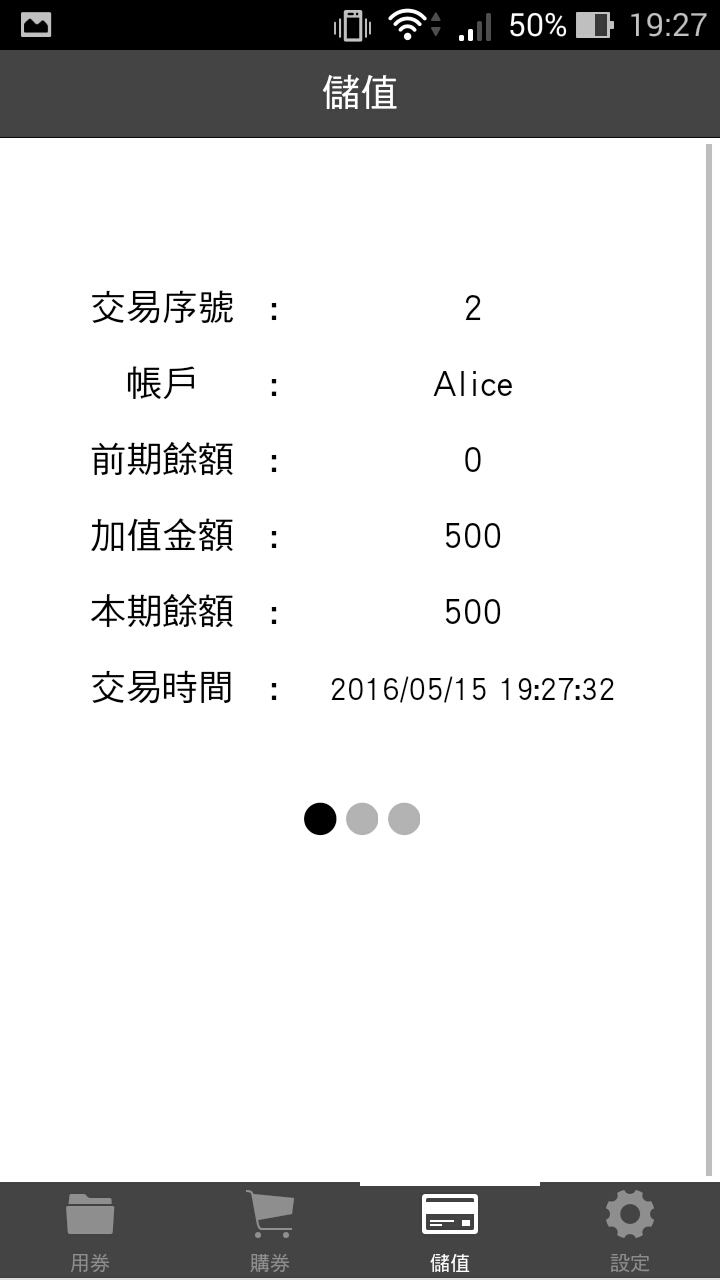 50% 19:27
儲值
交易序號 : 2
帳戶 : Alice
前期餘額 : 0
加值金額 : 500
本期餘額 : 500
交易時間 : 2016/05/15 19:27:32
用券 購券 儲值 設定